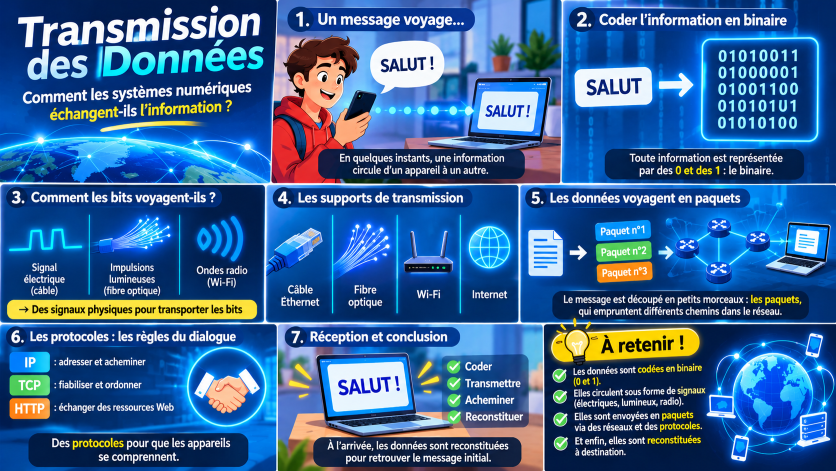 Transmission
des Données
Comment les systèmes numériques
échangent-ils l'information ?
1. Un message voyage...
SALUT !
SALUT !
En quelques instants, une information
circule d'un appareil à un autre.
2. Coder l'information en binaire
SALUT
01010011
01000001
01001100
010101U1
01010100
Toute information est représentée
par des 0 et des 1 : le binaire.
3. Comment les bits voyagent-ils ?
Signal
électrique
(câble)
Impulsions
lumineuses
(fibre optique)
Ondes radio
(Wi-Fi)
→ Des signaux physiques pour transporter les bits
4. Les supports de transmission
Câble
Éthernet
Fibre
optique
Wi-Fi
Internet
5. Les données voyagent en paquets
Paquet n°1
Paquet n°2
Paquet n°3
Le message est découpé en petits morceaux : les paquets,
qui empruntent différents chemins dans le réseau.
6. Les protocoles : les règles du dialogue
IP : adresser et acheminer
TCP : fiabiliser et ordonner
HTTP : échanger des ressources Web
Des protocoles pour que les appareils
se comprennent.
7. Réception et conclusion
SALUT !
Coder
Transmettre
Acheminer
Reconstituer
À l'arrivée, les données sont reconstituées
pour retrouver le message initial.
À retenir !
Les données sont codées en binaire
(0 et 1).
Elles circulent sous forme de signaux
(électriques, lumineux, radio).
Elles sont envoyées en paquets
via des réseaux et des protocoles.
Et enfin, elles sont reconstituées
à destination.